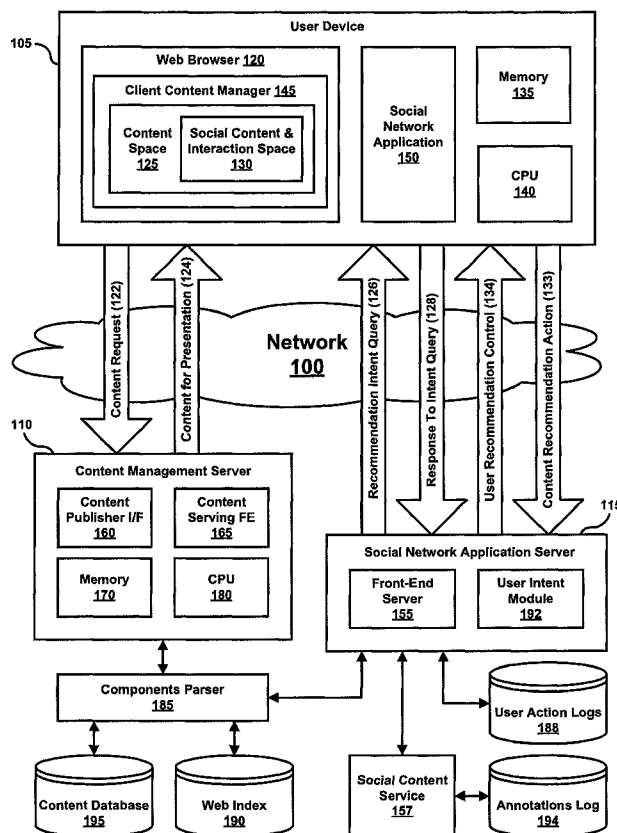 User Device
105
Web Browser 120
Client Content Manager 145
Content
Space
125
Social Content &
Interaction Space
130
Social
Network
Application
150
Memory
135
CPU
140
Content Request (122)
Content for Presentation (124)
Recommendation Intent Query (126)
Response To Intent Query (128)
User Recommendation Control (134)
Content Recommendation Action (133)
Network
100
110
Content Management Server
Content
Publisher I/F
160
Content
Serving FE
165
Memory
170
CPU
180
115
Social Network Application Server
Front-End
Server
155
User Intent
Module
192
Components Parser
185
User Action Logs
188
Content Database
195
Web Index
190
Social Content
Service
157
Annotations Log
194